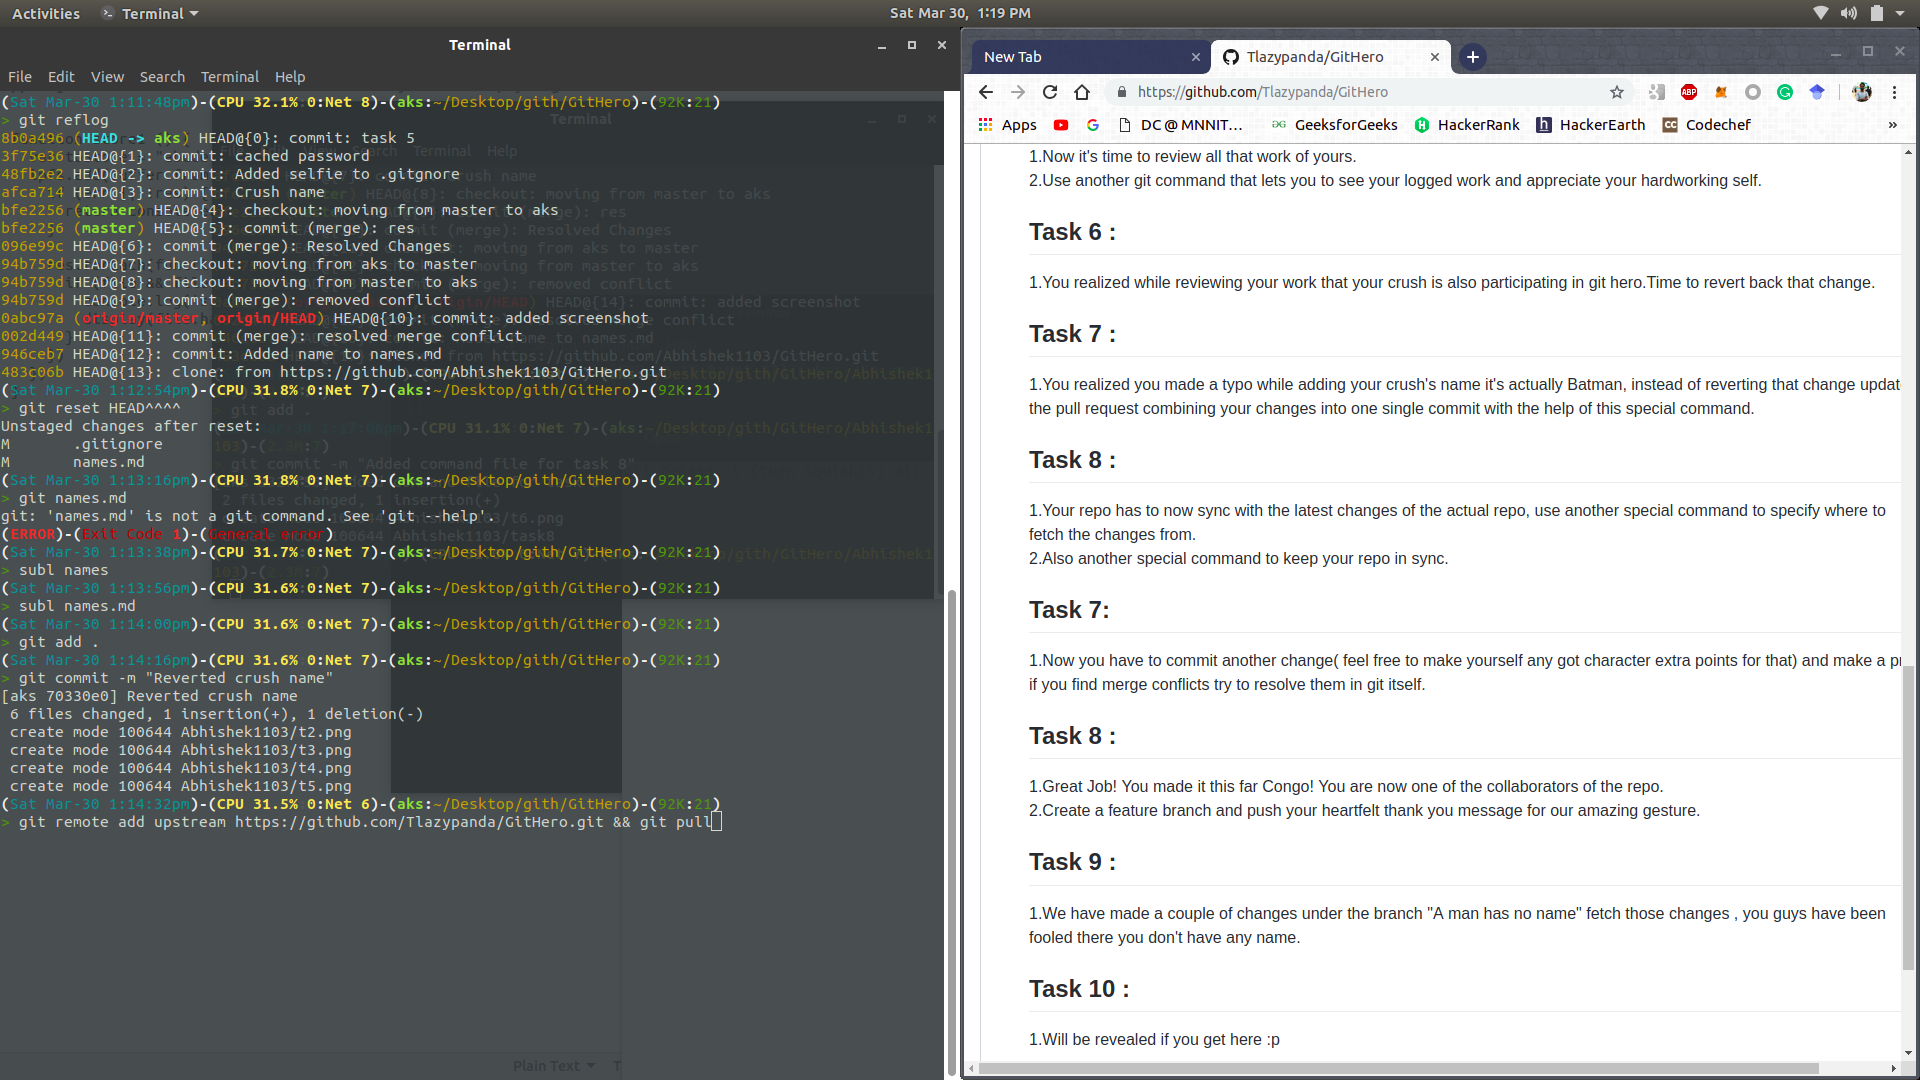 Activities Terminal Sat Mar 30, 1:19 PM
Terminal
File Edit View Search Terminal Help
(Sat Mar-30 1:11:48pm)-(CPU 32.1% 0:Net 8)-(aks:~/Desktop/gith/GitHero)-(92K:21)
> git reflog
8b0a496 (HEAD -> aks) HEAD@{0}: commit: task 5
3f75e36 HEAD@{1}: commit: cached password
48fb2e2 HEAD@{2}: commit: Added selfie to .gitgnore
afca714 HEAD@{3}: commit: Crush name
bfe2256 (master) HEAD@{4}: checkout: moving from master to aks
bfe2256 (master) HEAD@{5}: commit (merge): res
096e99c HEAD@{6}: commit (merge): Resolved Changes
94b759d HEAD@{7}: checkout: moving from aks to master
94b759d HEAD@{8}: checkout: moving from master to aks
94b759d HEAD@{9}: commit (merge): removed conflict
0abc97a (origin/master, origin/HEAD) HEAD@{10}: commit: added screenshot
002d449 HEAD@{11}: commit (merge): resolved merge conflict
946ceb7 HEAD@{12}: commit: Added name to names.md
483c06b HEAD@{13}: clone: from https://github.com/Abhishek1103/GitHero.git
(Sat Mar-30 1:12:54pm)-(CPU 31.8% 0:Net 7)-(aks:~/Desktop/gith/GitHero)-(92K:21)
> git reset HEAD^^^^
Unstaged changes after reset:
M .gitignore
M names.md
(Sat Mar-30 1:13:16pm)-(CPU 31.8% 0:Net 7)-(aks:~/Desktop/gith/GitHero)-(92K:21)
> git names.md
git: 'names.md' is not a git command. See 'git --help'.
(ERROR)-(Exit Code 1)-(General error)
(Sat Mar-30 1:13:38pm)-(CPU 31.7% 0:Net 7)-(aks:~/Desktop/gith/GitHero)-(92K:21)
> subl names
(Sat Mar-30 1:13:56pm)-(CPU 31.6% 0:Net 7)-(aks:~/Desktop/gith/GitHero)-(92K:21)
> subl names.md
(Sat Mar-30 1:14:00pm)-(CPU 31.6% 0:Net 7)-(aks:~/Desktop/gith/GitHero)-(92K:21)
> git add .
(Sat Mar-30 1:14:16pm)-(CPU 31.6% 0:Net 7)-(aks:~/Desktop/gith/GitHero)-(92K:21)
> git commit -m "Reverted crush name"
[aks 70330e0] Reverted crush name
6 files changed, 1 insertion(+), 1 deletion(-)
create mode 100644 Abhishek1103/t2.png
create mode 100644 Abhishek1103/t3.png
create mode 100644 Abhishek1103/t4.png
create mode 100644 Abhishek1103/t5.png
(Sat Mar-30 1:14:32pm)-(CPU 31.5% 0:Net 6)-(aks:~/Desktop/gith/GitHero)-(92K:21)
> git remote add upstream https://github.com/Tlazypanda/GitHero.git && git pull
Plain Text
New Tab Tlazypanda/GitHero
https://github.com/Tlazypanda/GitHero
Apps DC @ MNNIT... GeeksforGeeks HackerRank HackerEarth Codechef »
1.Now it's time to review all that work of yours.
2.Use another git command that lets you to see your logged work and appreciate your hardworking self.
Task 6 :
1.You realized while reviewing your work that your crush is also participating in git hero.Time to revert back that change.
Task 7 :
1.You realized you made a typo while adding your crush's name it's actually Batman, instead of reverting that change updat
the pull request combining your changes into one single commit with the help of this special command.
Task 8 :
1.Your repo has to now sync with the latest changes of the actual repo, use another special command to specify where to
fetch the changes from.
2.Also another special command to keep your repo in sync.
Task 7:
1.Now you have to commit another change( feel free to make yourself any got character extra points for that) and make a pr
if you find merge conflicts try to resolve them in git itself.
Task 8 :
1.Great Job! You made it this far Congo! You are now one of the collaborators of the repo.
2.Create a feature branch and push your heartfelt thank you message for our amazing gesture.
Task 9 :
1.We have made a couple of changes under the branch "A man has no name" fetch those changes , you guys have been
fooled there you don't have any name.
Task 10 :
1.Will be revealed if you get here :p